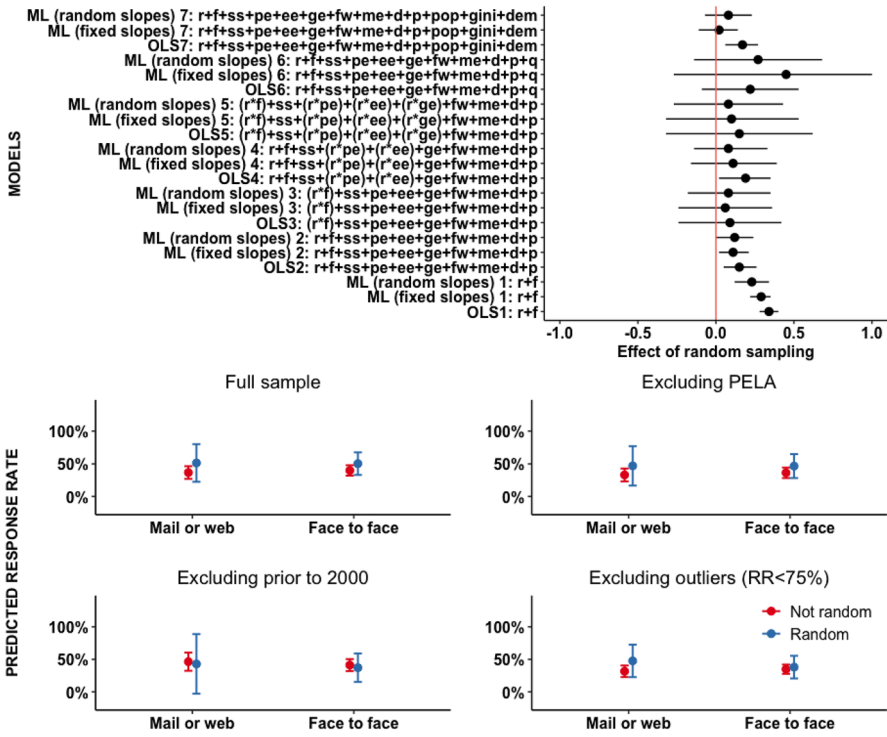 ML (random slopes) 7: r+f+ss+pe+ee+ge+fw+me+d+p+pop+gini+dem
ML (fixed slopes) 7: r+f+ss+pe+ee+ge+fw+me+d+p+pop+gini+dem
OLS7: r+f+ss+pe+ee+ge+fw+me+d+p+pop+gini+dem
ML (random slopes) 6: r+f+ss+pe+ee+ge+fw+me+d+p+q
ML (fixed slopes) 6: r+f+ss+pe+ee+ge+fw+me+d+p+q
OLS6: r+f+ss+pe+ee+ge+fw+me+d+p+q
ML (random slopes) 5: (r*f)+ss+(r*pe)+(r*ee)+(r*ge)+fw+me+d+p
ML (fixed slopes) 5: (r*f)+ss+(r*pe)+(r*ee)+(r*ge)+fw+me+d+p
OLS5: (r*f)+ss+(r*pe)+(r*ee)+(r*ge)+fw+me+d+p
ML (random slopes) 4: r+f+ss+(r*pe)+(r*ee)+ge+fw+me+d+p
ML (fixed slopes) 4: r+f+ss+(r*pe)+(r*ee)+ge+fw+me+d+p
OLS4: r+f+ss+(r*pe)+(r*ee)+ge+fw+me+d+p
ML (random slopes) 3: (r*f)+ss+pe+ee+ge+fw+me+d+p
ML (fixed slopes) 3: (r*f)+ss+pe+ee+ge+fw+me+d+p
OLS3: (r*f)+ss+pe+ee+ge+fw+me+d+p
ML (random slopes) 2: r+f+ss+pe+ee+ge+fw+me+d+p
ML (fixed slopes) 2: r+f+ss+pe+ee+ge+fw+me+d+p
OLS2: r+f+ss+pe+ee+ge+fw+me+d+p
ML (random slopes) 1: r+f
ML (fixed slopes) 1: r+f
OLS1: r+f
MODELS
-1.0 -0.5 0.0 0.5 1.0
Effect of random sampling
PREDICTED RESPONSE RATE
Full sample
100%
50%
0%
Mail or web Face to face
Excluding PELA
100%
50%
0%
Mail or web Face to face
Excluding prior to 2000
100%
50%
0%
Mail or web Face to face
Excluding outliers (RR<75%)
Not random
Random
100%
50%
0%
Mail or web Face to face